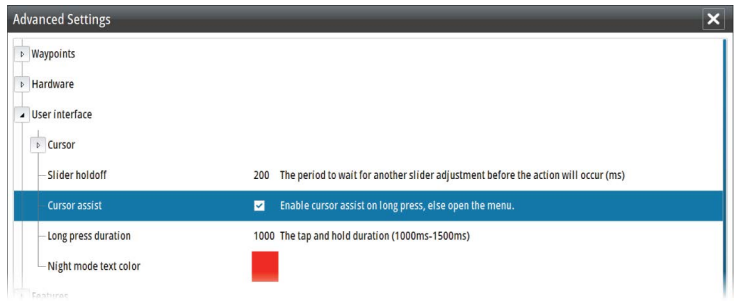 Advanced Settings
Waypoints
Hardware
User interface
Cursor
Slider holdoff 200 The period to wait for another slider adjustment before the action will occur (ms)
Cursor assist Enable cursor assist on long press, else open the menu.
Long press duration 1000 The tap and hold duration (1000ms-1500ms)
Night mode text color
Features